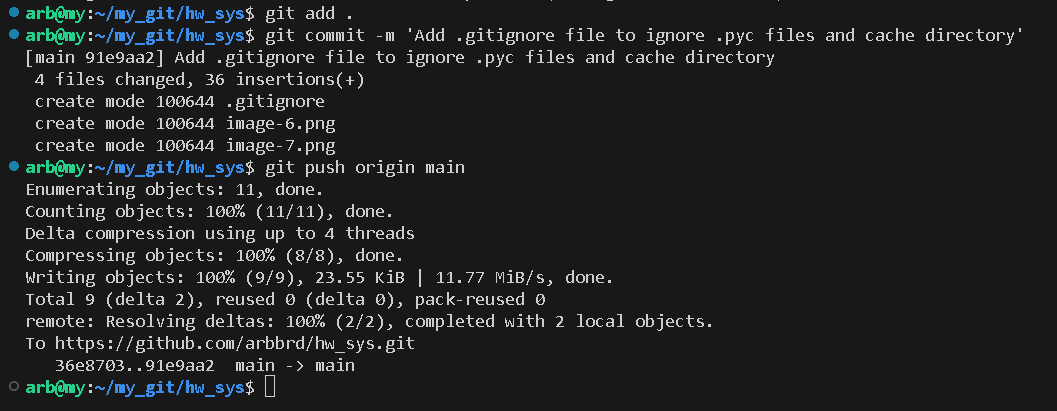 arb@my:~/my_git/hw_sys$ git add .
arb@my:~/my_git/hw_sys$ git commit -m 'Add .gitignore file to ignore .pyc files and cache directory'
[main 91e9aa2] Add .gitignore file to ignore .pyc files and cache directory
 4 files changed, 36 insertions(+)
 create mode 100644 .gitignore
 create mode 100644 image-6.png
 create mode 100644 image-7.png
arb@my:~/my_git/hw_sys$ git push origin main
Enumerating objects: 11, done.
Counting objects: 100% (11/11), done.
Delta compression using up to 4 threads
Compressing objects: 100% (8/8), done.
Writing objects: 100% (9/9), 23.55 KiB | 11.77 MiB/s, done.
Total 9 (delta 2), reused 0 (delta 0), pack-reused 0
remote: Resolving deltas: 100% (2/2), completed with 2 local objects.
To https://github.com/arbbrd/hw_sys.git
   36e8703..91e9aa2  main -> main
arb@my:~/my_git/hw_sys$